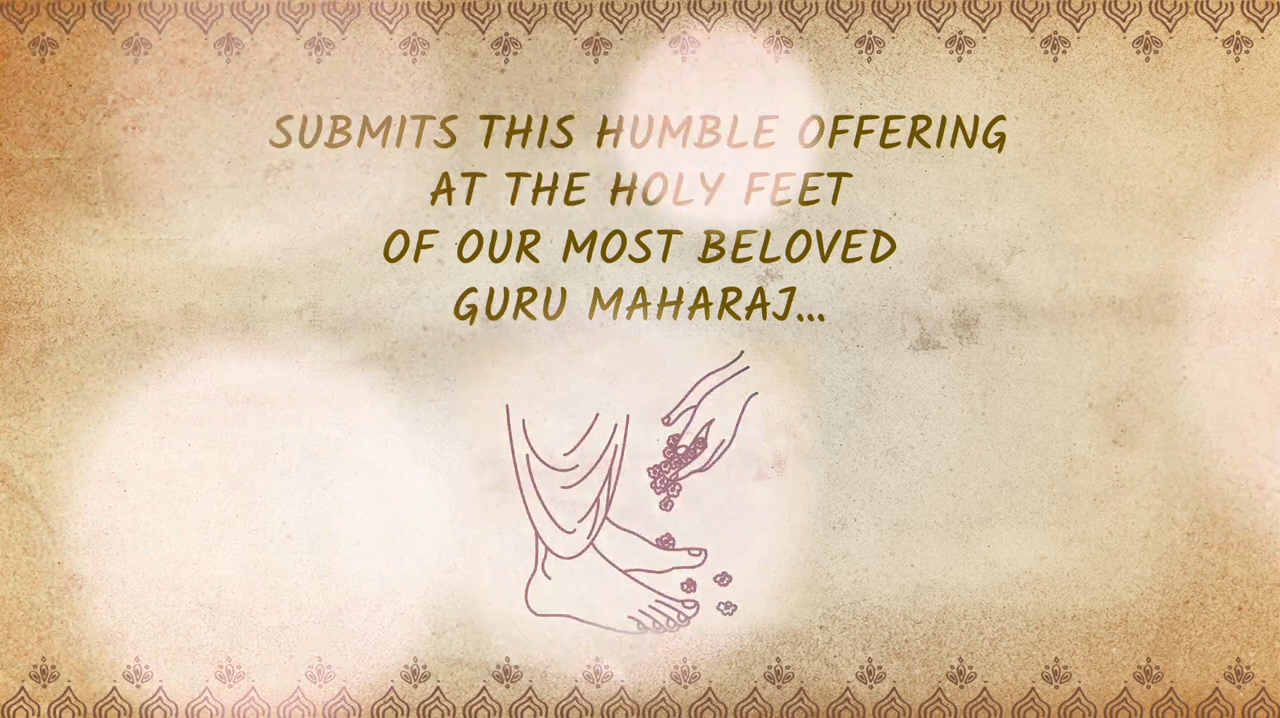 SUBMITS THIS HUMBLE OFFERING
AT THE HOLY FEET
OF OUR MOST BELOVED
GURU MAHARAJ...